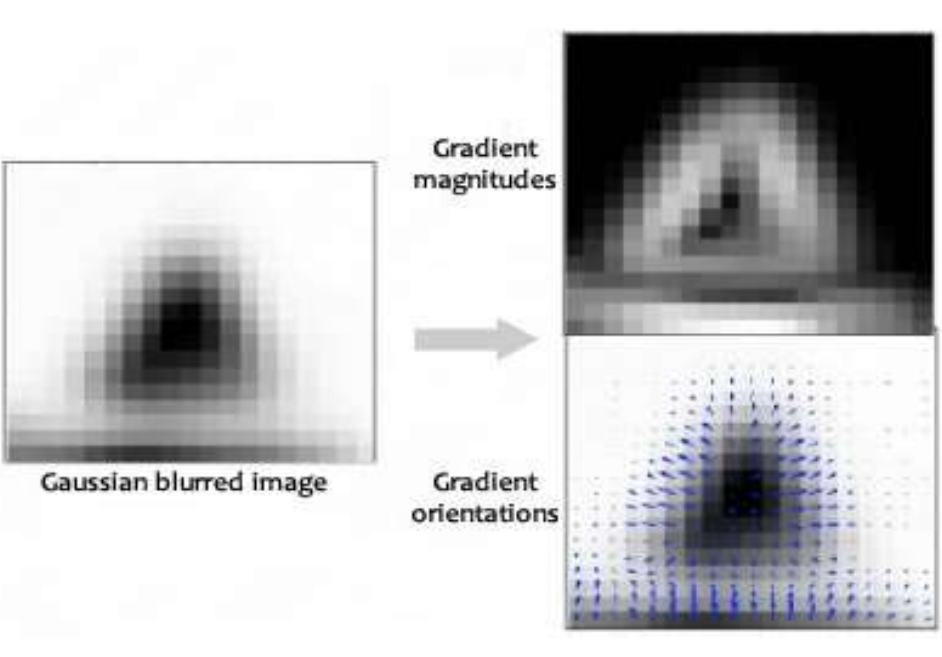 Gradient
magnitudes
Gaussian blurred image
Gradient
orientations